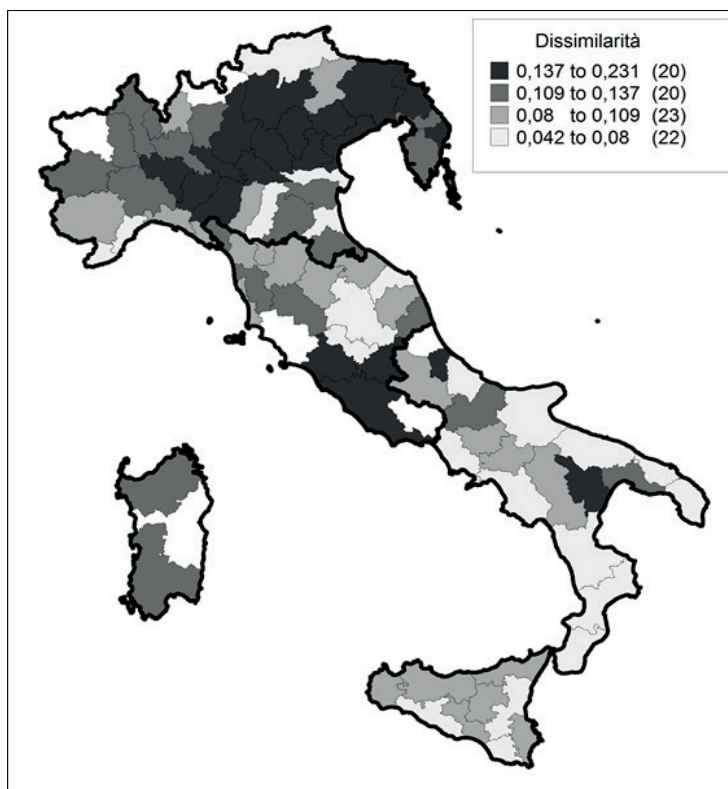 Dissimilarità
0,137 to 0,231 (20)
0,109 to 0,137 (20)
0,08 to 0,109 (23)
0,042 to 0,08 (22)